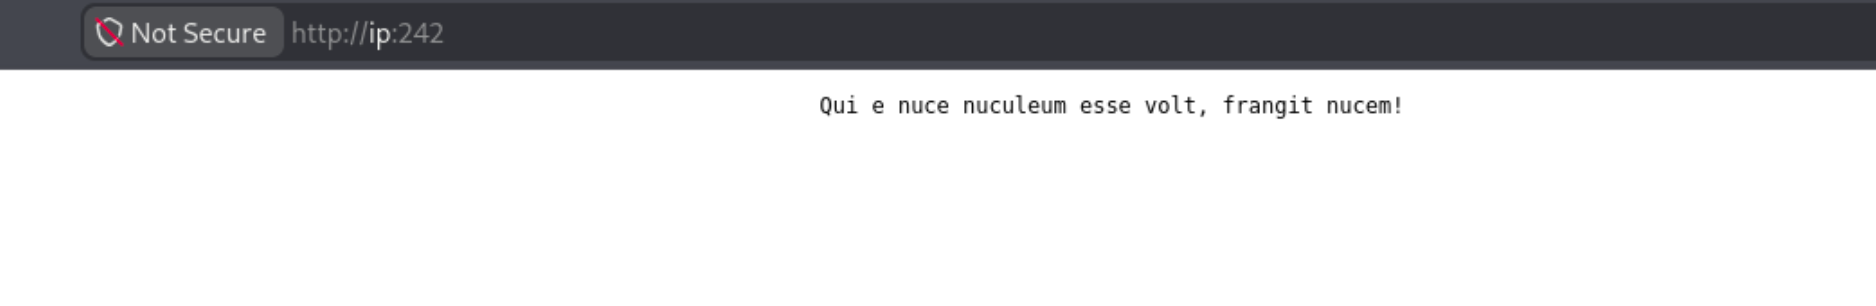 Not Secure http://ip:242
Qui e nuce nuculeum esse volt, frangit nucem!